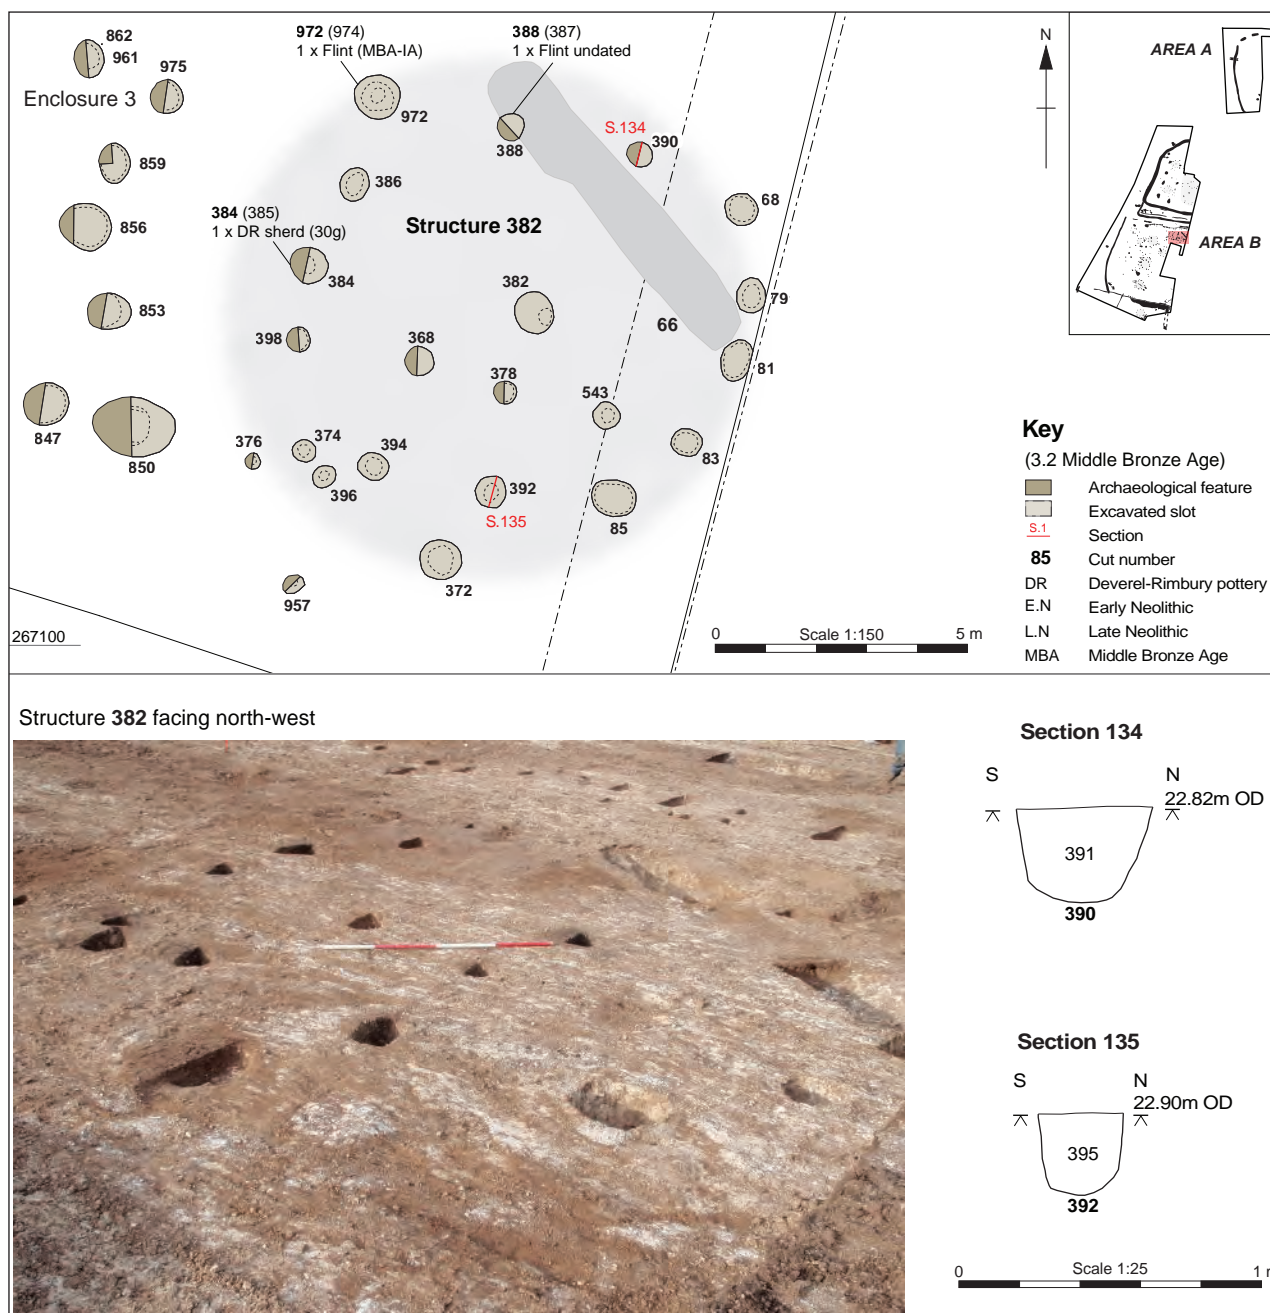 862
961
975
Enclosure 3
859
856
853
847
850
972 (974)
1 x Flint (MBA-IA)
972
388 (387)
1 x Flint undated
388
S.134
390
386
68
384 (385)
1 x DR sherd (30g)
384
Structure 382
382
79
66
398
368
81
378
543
376
374
394
83
396
392
S.135
85
372
957
267100
0
Scale 1:150
5 m
N
AREA A
AREA B
Key
(3.2 Middle Bronze Age)
Archaeological feature
Excavated slot
S.1 Section
85 Cut number
DR Deverel-Rimbury pottery
E.N Early Neolithic
L.N Late Neolithic
MBA Middle Bronze Age
Structure 382 facing north-west
Section 134
S N
22.82m OD
391
390
Section 135
S N
22.90m OD
395
392
0
Scale 1:25
1 m